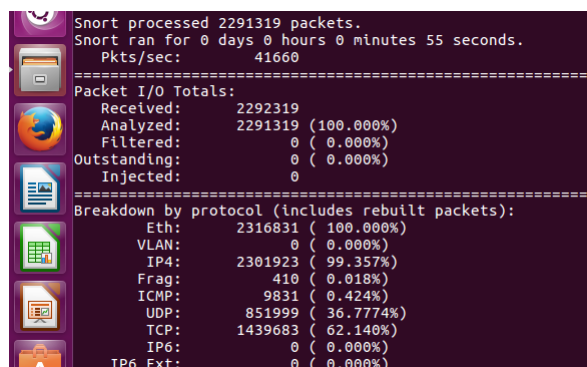 Snort processed 2291319 packets.
Snort ran for 0 days 0 hours 0 minutes 55 seconds.
Pkts/sec: 41660
===============================================================
Packet I/O Totals:
Received: 2292319
Analyzed: 2291319 (100.000%)
Filtered: 0 ( 0.000%)
Outstanding: 0 ( 0.000%)
Injected: 0
===============================================================
Breakdown by protocol (includes rebuilt packets):
Eth: 2316831 ( 100.000%)
VLAN: 0 ( 0.000%)
IP4: 2301923 ( 99.357%)
Frag: 410 ( 0.018%)
ICMP: 9831 ( 0.424%)
UDP: 851999 ( 36.7774%)
TCP: 1439683 ( 62.140%)
IP6: 0 ( 0.000%)
IP6 Ext: 0 ( 0.000%)